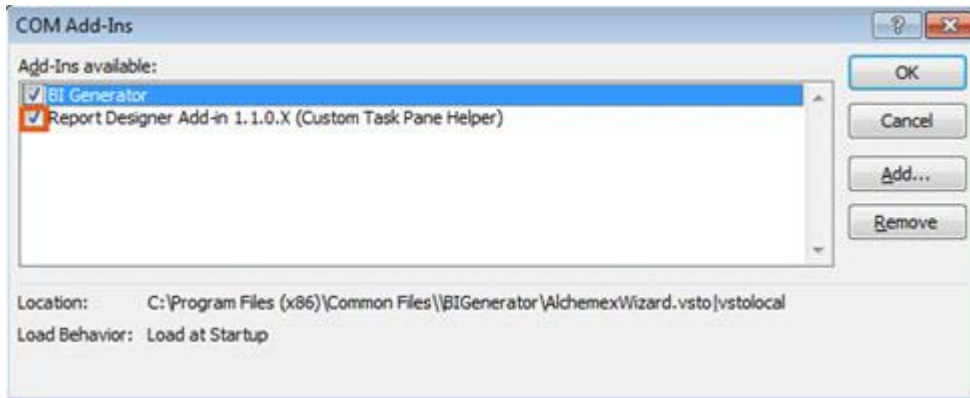 COM Add-Ins
Add-Ins available:
BI Generator
Report Designer Add-in 1.1.0.X (Custom Task Pane Helper)
OK
Cancel
Add...
Remove
Location: C:\Program Files (x86)\Common Files\\BIGenerator\AlchemexWizard.vsto|vstolocal
Load Behavior: Load at Startup